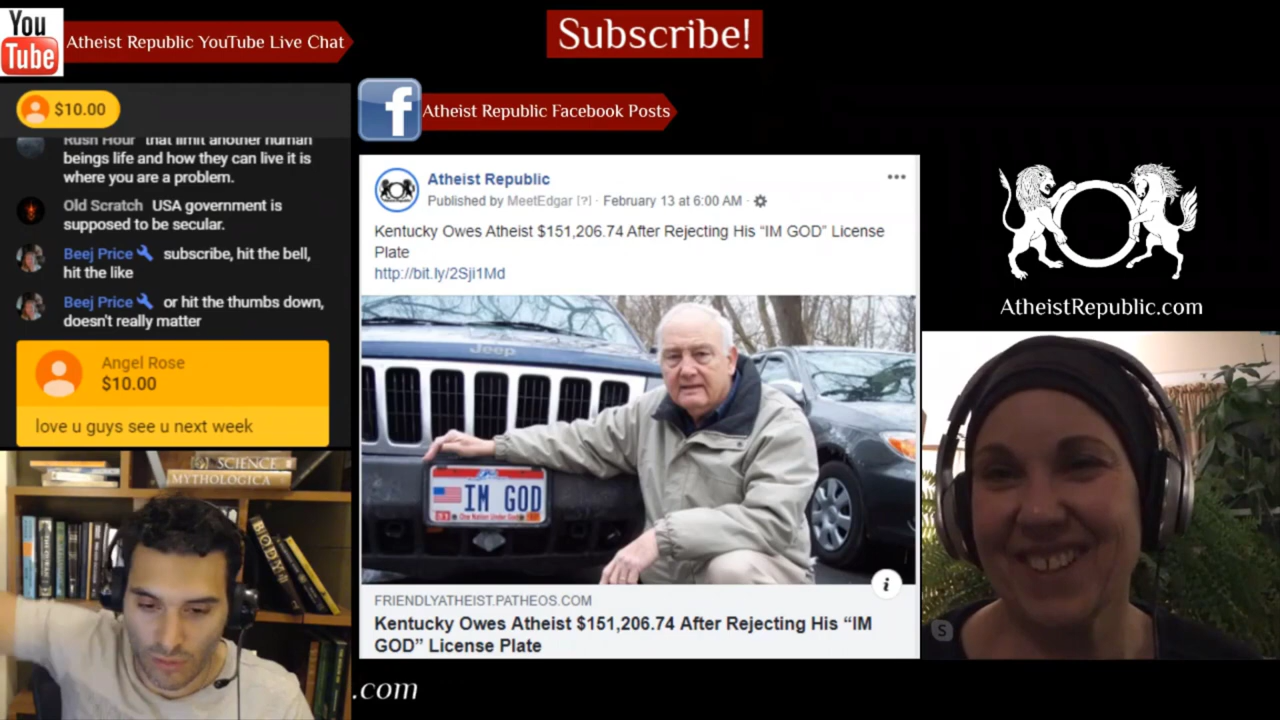 You
Tube
Atheist Republic YouTube Live Chat
Subscribe!
$10.00
Rush Hour that limit another human
beings life and how they can live it is
where you are a problem.
Old Scratch USA government is
supposed to be secular.
Beej Price subscribe, hit the bell,
hit the like
Beej Price or hit the thumbs down,
doesn't really matter
Angel Rose
$10.00
love u guys see u next week
f
Atheist Republic Facebook Posts
Atheist Republic
Published by MeetEdgar [?] · February 13 at 6:00 AM ·
Kentucky Owes Atheist $151,206.74 After Rejecting His “IM GOD” License
Plate
http://bit.ly/2Sji1Md
Jeep
IM GOD
One Nation Under God
i
FRIENDLYATHEIST.PATHEOS.COM
Kentucky Owes Atheist $151,206.74 After Rejecting His “IM
GOD” License Plate
AtheistRepublic.com
S
SCIENCE
MYTHOLOGICA
BODY
.com